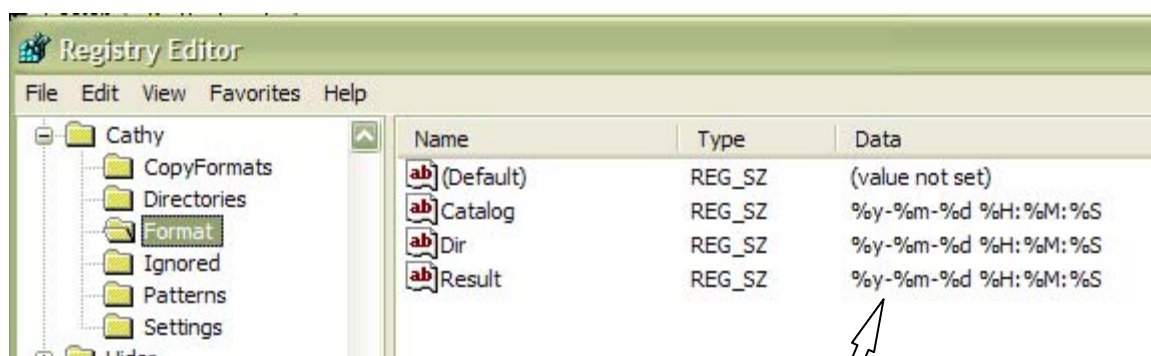 Registry Editor
File Edit View Favorites Help
Cathy
CopyFormats
Directories
Format
Ignored
Patterns
Settings
Name Type Data
(Default) REG_SZ (value not set)
Catalog REG_SZ %y-%m-%d %H:%M:%S
Dir REG_SZ %y-%m-%d %H:%M:%S
Result REG_SZ %y-%m-%d %H:%M:%S